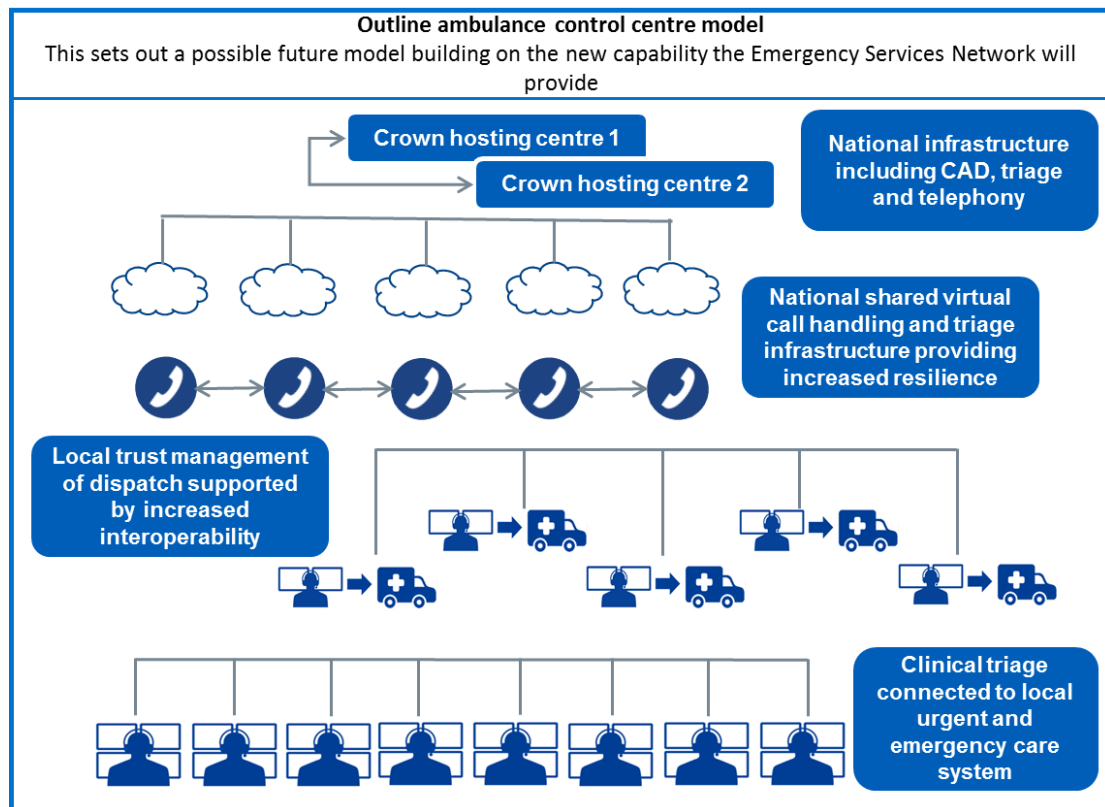 Outline ambulance control centre model
This sets out a possible future model building on the new capability the Emergency Services Network will
provide
Crown hosting centre 1
Crown hosting centre 2
National infrastructure
including CAD, triage
and telephony
National shared virtual
call handling and triage
infrastructure providing
increased resilience
Local trust management
of dispatch supported
by increased
interoperability
Clinical triage
connected to local
urgent and
emergency care
system